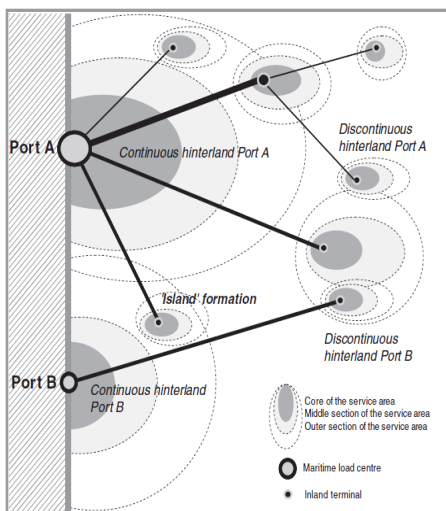 Port A
Continuous hinterland Port A
Discontinuous
hinterland Port A
'Island' formation
Discontinuous
hinterland Port B
Port B
Continuous hinterland
Port B
Core of the service area
Middle section of the service area
Outer section of the service area
Maritime load centre
Inland terminal